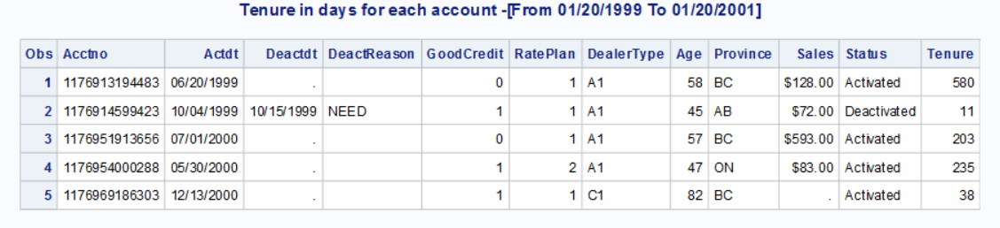 Tenure in days for each account -[From 01/20/1999 To 01/20/2001]
Obs Acctno Actdt Deactdt DeactReason GoodCredit RatePlan DealerType Age Province Sales Status Tenure
1 1176913194483 06/20/1999 . 0 1 A1 58 BC $128.00 Activated 580
2 1176914599423 10/04/1999 10/15/1999 NEED 1 1 A1 45 AB $72.00 Deactivated 11
3 1176951913656 07/01/2000 . 0 1 A1 57 BC $593.00 Activated 203
4 1176954000288 05/30/2000 . 1 2 A1 47 ON $83.00 Activated 235
5 1176969186303 12/13/2000 . 1 1 C1 82 BC . Activated 38